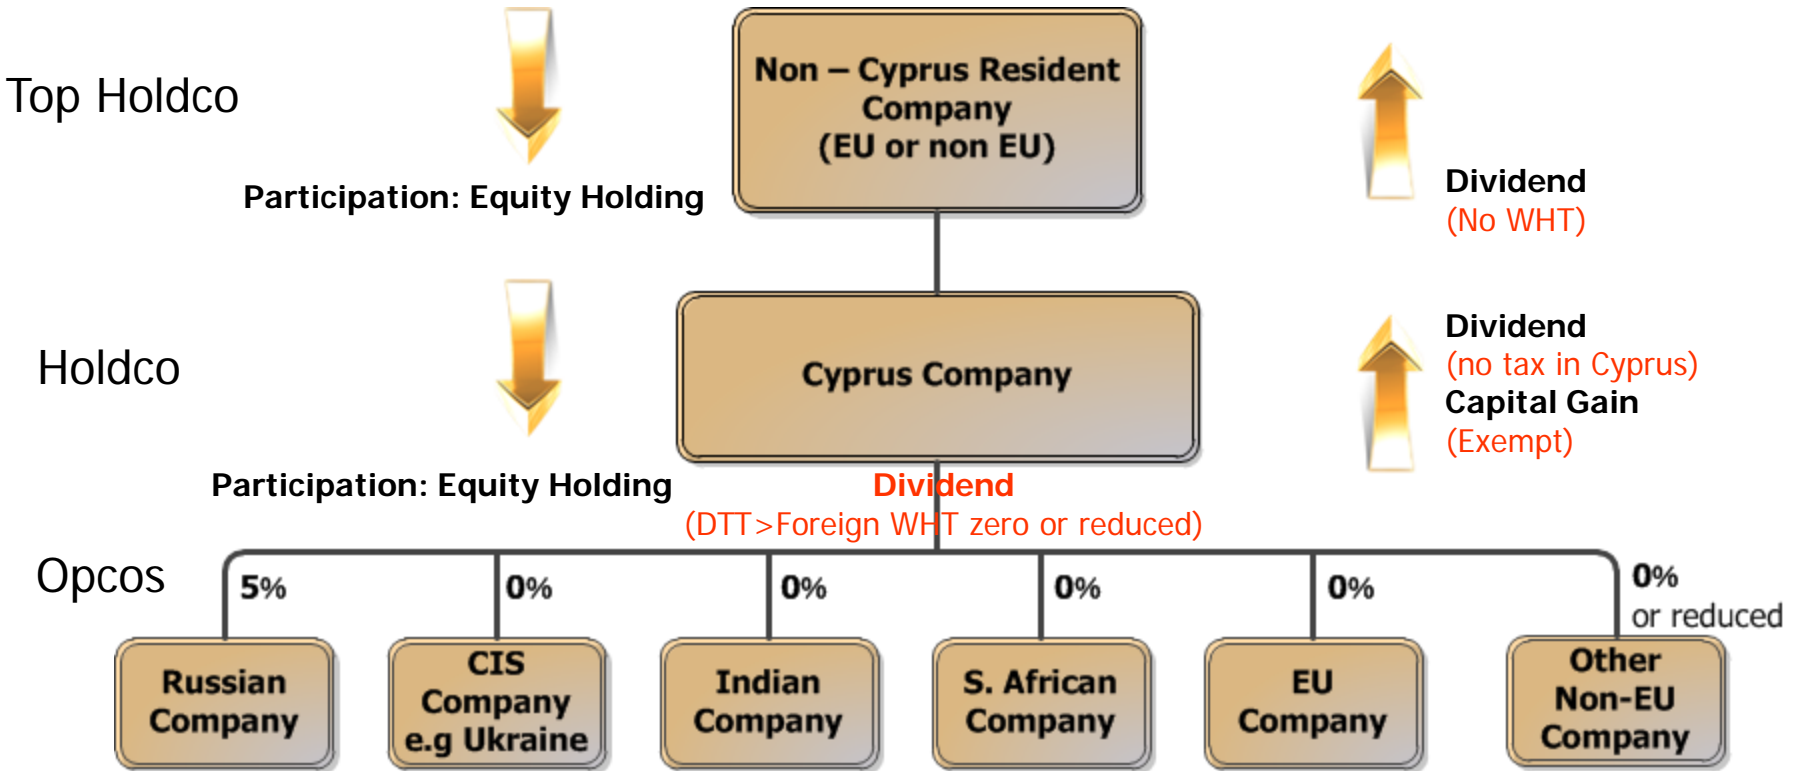 Top Holdco
Non – Cyprus Resident
Company
(EU or non EU)
Participation: Equity Holding
Dividend
(No WHT)
Holdco
Cyprus Company
Dividend
(no tax in Cyprus)
Capital Gain
(Exempt)
Participation: Equity Holding
Dividend
(DTT>Foreign WHT zero or reduced)
Opcos
5%
0%
0%
0%
0%
0%
or reduced
Russian
Company
CIS
Company
e.g Ukraine
Indian
Company
S. African
Company
EU
Company
Other
Non-EU
Company